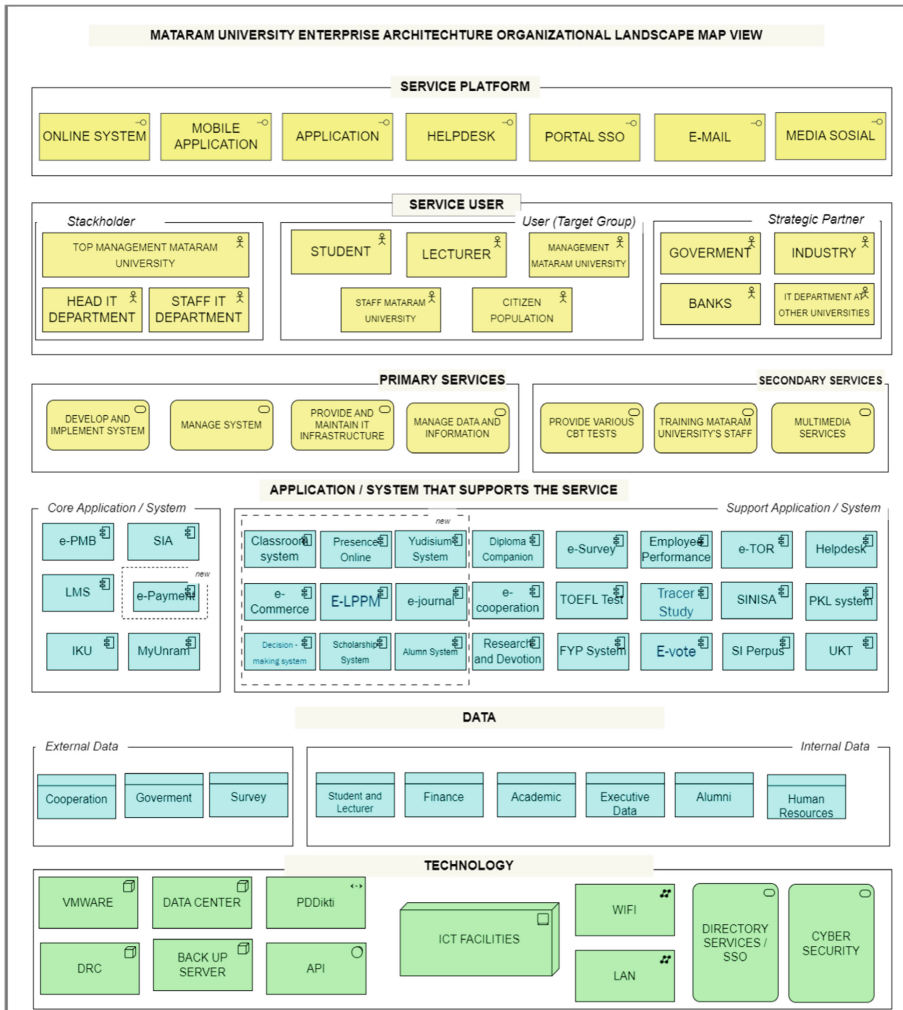 MATARAM UNIVERSITY ENTERPRISE ARCHITECHTURE ORGANIZATIONAL LANDSCAPE MAP VIEW
SERVICE PLATFORM
ONLINE SYSTEM
MOBILE
APPLICATION
APPLICATION
HELPDESK
PORTAL SSO
E-MAIL
MEDIA SOSIAL
SERVICE USER
Stackholder
TOP MANAGEMENT MATARAM
UNIVERSITY
HEAD IT
DEPARTMENT
STAFF IT
DEPARTMENT
User (Target Group)
STUDENT
LECTURER
MANAGEMENT
MATARAM UNIVERSITY
STAFF MATARAM
UNIVERSITY
CITIZEN
POPULATION
Strategic Partner
GOVERMENT
INDUSTRY
BANKS
IT DEPARTMENT AT
OTHER UNIVERSITIES
PRIMARY SERVICES
DEVELOP AND
IMPLEMENT SYSTEM
MANAGE SYSTEM
PROVIDE AND
MAINTAIN IT
INFRASTRUCTURE
MANAGE DATA AND
INFORMATION
SECONDARY SERVICES
PROVIDE VARIOUS
CBT TESTS
TRAINING MATARAM
UNIVERSITY'S STAFF
MULTIMEDIA
SERVICES
APPLICATION / SYSTEM THAT SUPPORTS THE SERVICE
Core Application / System
e-PMB
SIA
LMS
new
e-Payment
IKU
MyUnram
Support Application / System
new
Classroom
system
Presence
Online
Yudisium
System
Diploma
Companion
e-Survey
Employee
Performance
e-TOR
Helpdesk
e-
Commerce
E-LPPM
e-journal
e-
cooperation
TOEFL Test
Tracer
Study
SINISA
PKL system
Decision -
making system
Scholarship
System
Alumn System
Research
and Devotion
FYP System
E-vote
SI Perpus
UKT
DATA
External Data
Cooperation
Goverment
Survey
Internal Data
Student and
Lecturer
Finance
Academic
Executive
Data
Alumni
Human
Resources
TECHNOLOGY
VMWARE
DATA CENTER
PDDikti
DRC
BACK UP
SERVER
API
ICT FACILITIES
WIFI
LAN
DIRECTORY
SERVICES /
SSO
CYBER
SECURITY